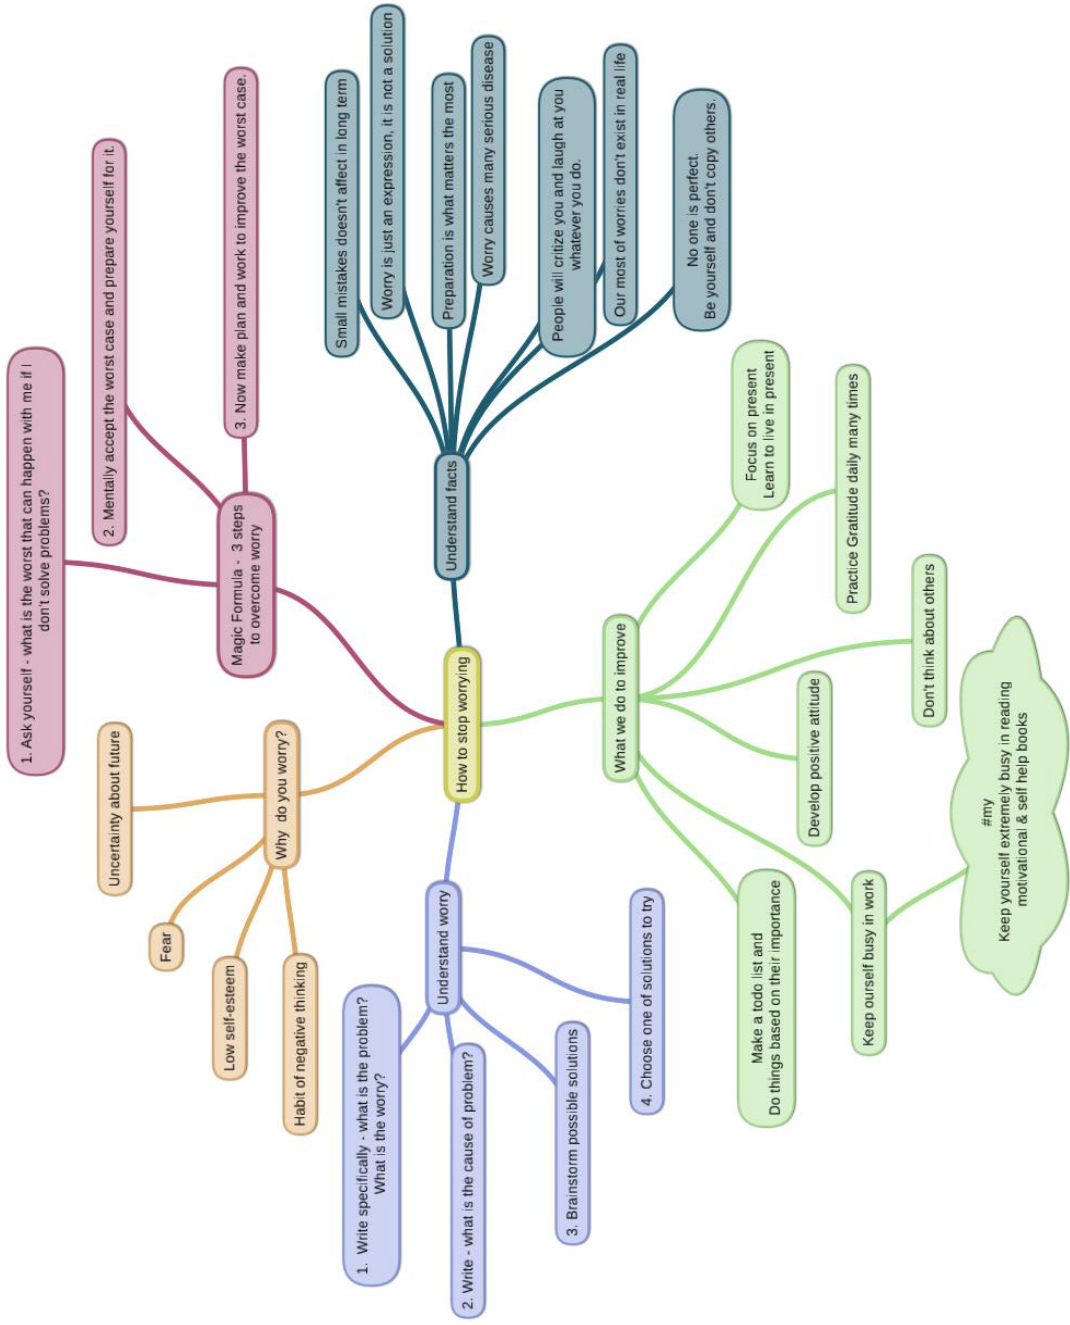 How to stop worrying
Magic Formula - 3 steps
to overcome worry
1. Ask yourself - what is the worst that can happen with me if I
don't solve problems?
2. Mentally accept the worst case and prepare yourself for it.
3. Now make plan and work to improve the worst case.
Understand facts
Small mistakes doesn't affect in long term
Worry is just an expression, it is not a solution
Preparation is what matters the most
Worry causes many serious disease
People will critize you and laugh at you
whatever you do.
Our most of worries don't exist in real life
No one is perfect.
Be yourself and don't copy others.
What we do to improve
Focus on present
Learn to live in present
Practice Gratitude daily many times
Don't think about others
Develop positive attitude
Keep ourself busy in work
#my
Keep yourself extremely busy in reading
motivational & self help books
Make a todo list and
Do things based on their importance
Understand worry
1. Write specifically - what is the problem?
What is the worry?
2. Write - what is the cause of problem?
3. Brainstorm possible solutions
4. Choose one of solutions to try
Why do you worry?
Uncertainty about future
Fear
Low self-esteem
Habit of negative thinking